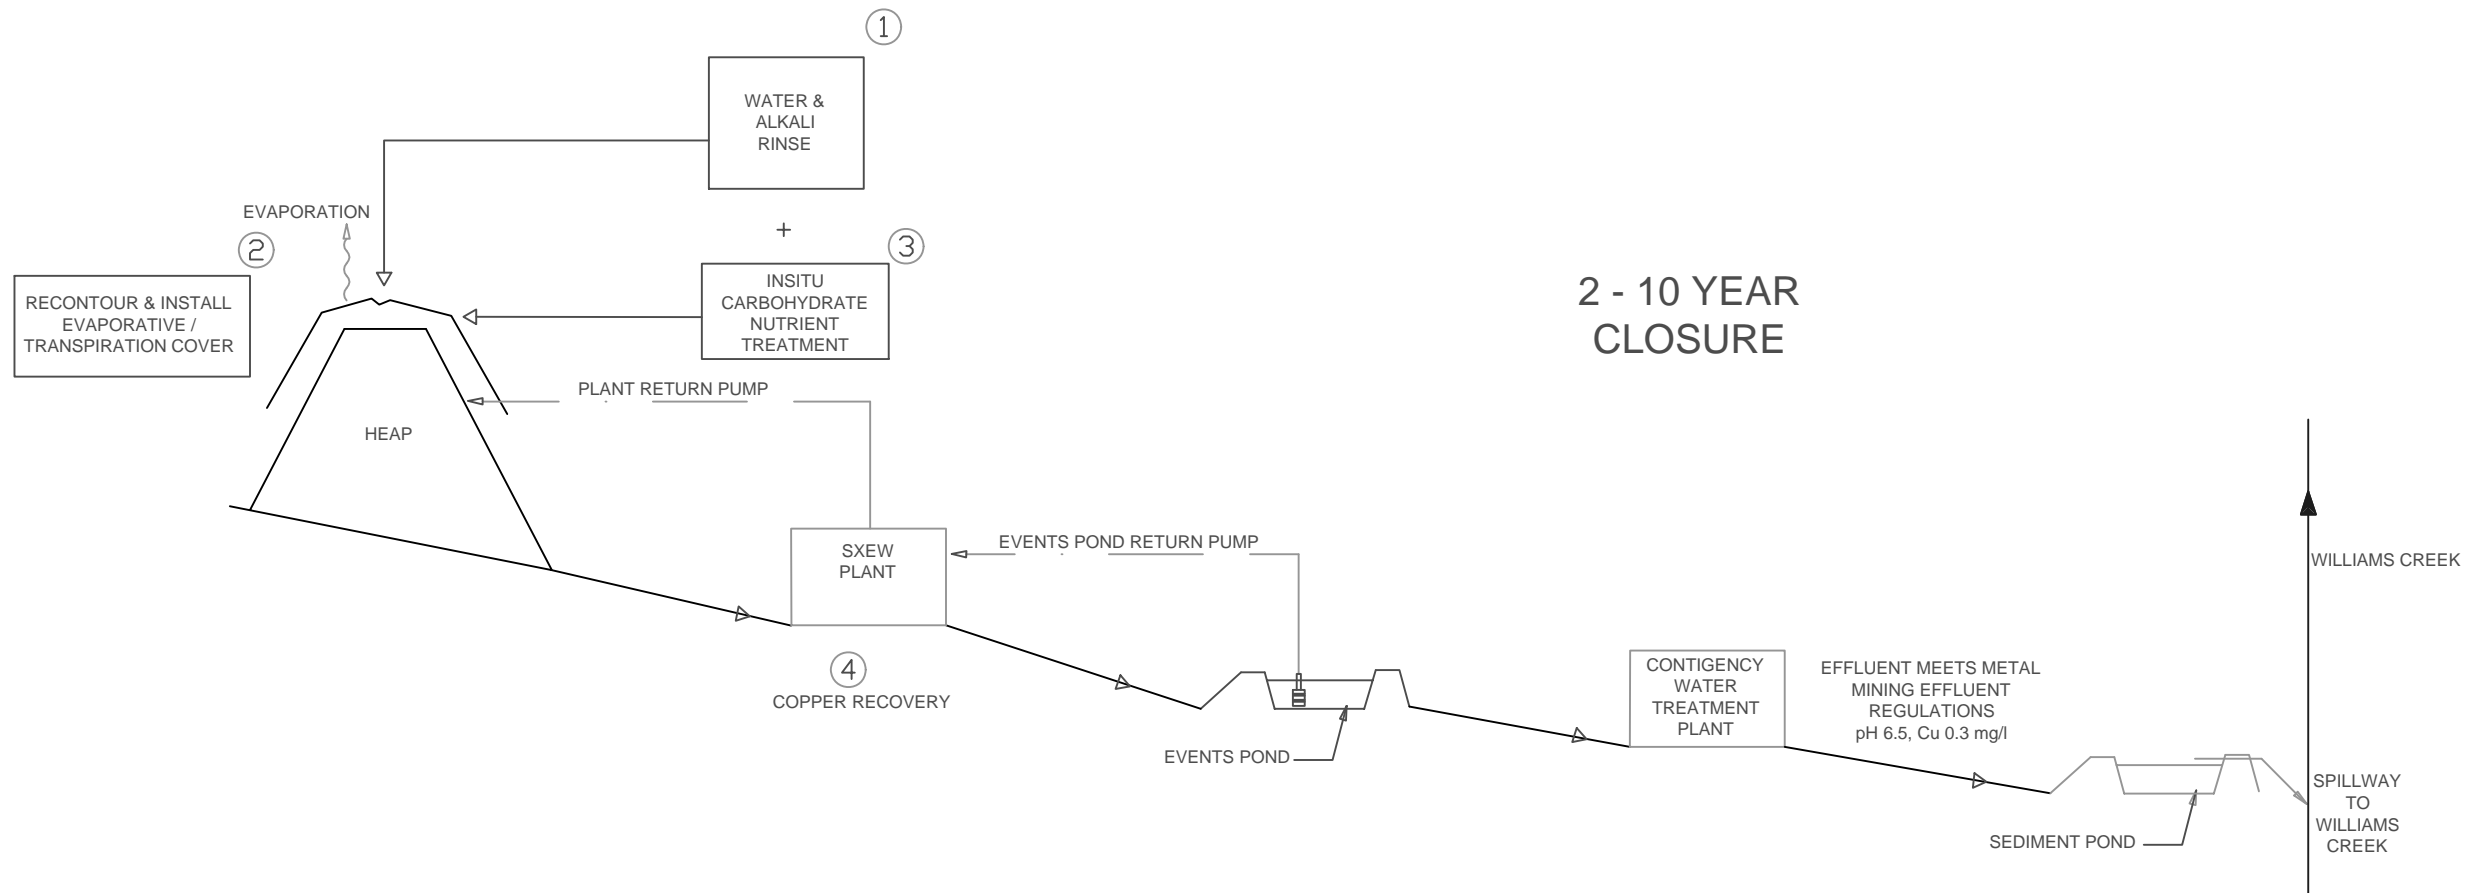 1
WATER &
ALKALI
RINSE
+
EVAPORATION
2
RECONTOUR & INSTALL
EVAPORATIVE /
TRANSPIRATION COVER
3
INSITU
CARBOHYDRATE
NUTRIENT
TREATMENT
2 - 10 YEAR
CLOSURE
PLANT RETURN PUMP
HEAP
SXEW
PLANT
EVENTS POND RETURN PUMP
4
COPPER RECOVERY
EVENTS POND
CONTIGENCY
WATER
TREATMENT
PLANT
EFFLUENT MEETS METAL
MINING EFFLUENT
REGULATIONS
pH 6.5, Cu 0.3 mg/l
WILLIAMS CREEK
SEDIMENT POND
SPILLWAY
TO
WILLIAMS
CREEK